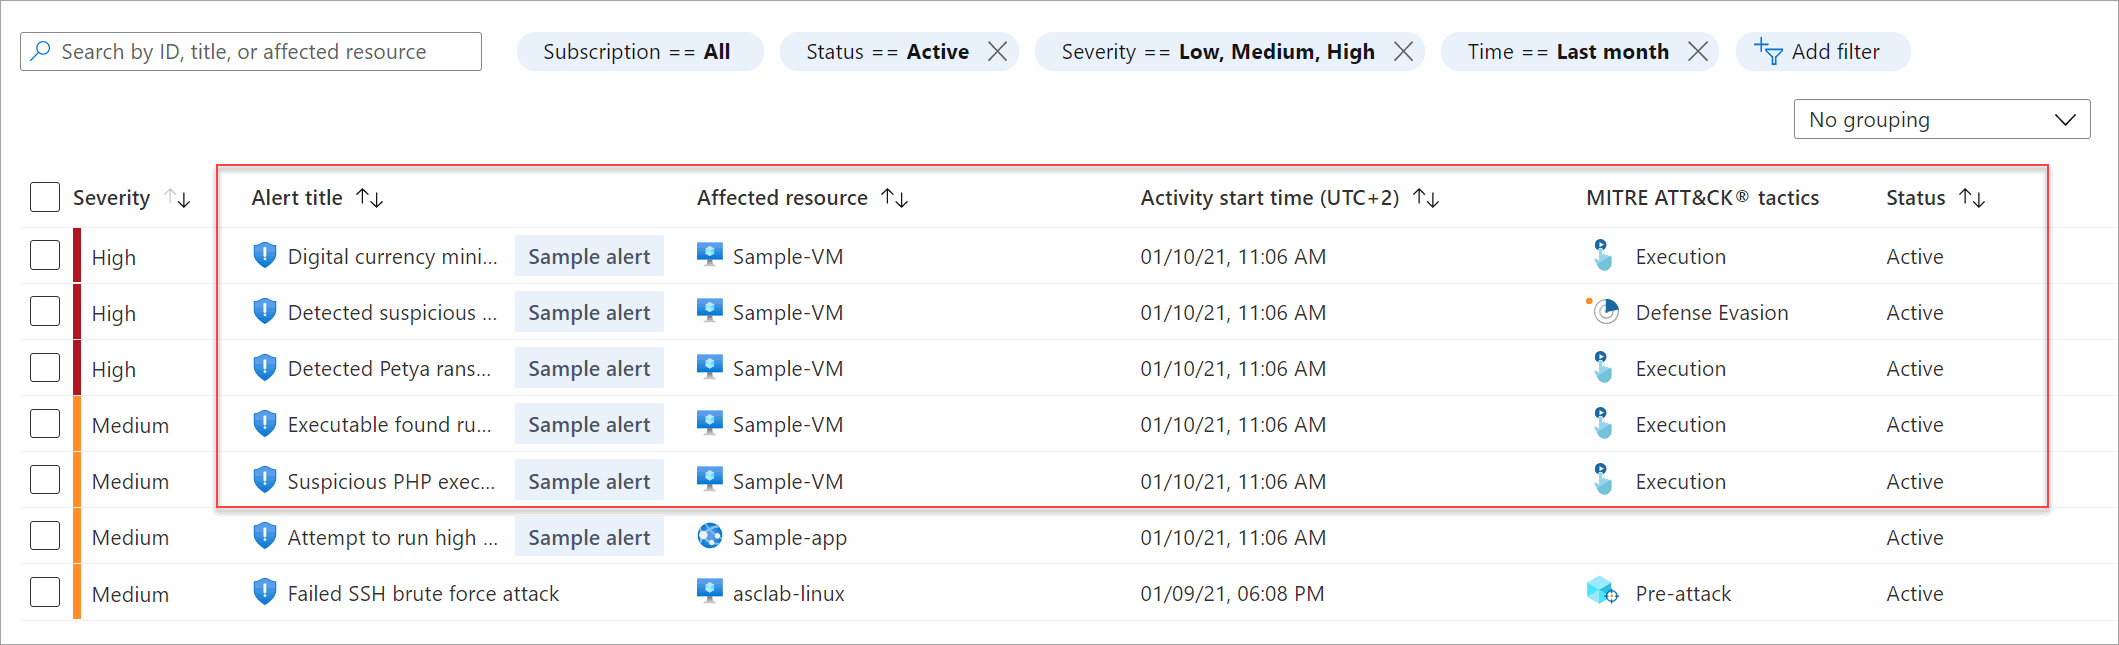 Search by ID, title, or affected resource Subscription == All Status == Active Severity == Low, Medium, High Time == Last month Add filter
No grouping
Severity Alert title Affected resource Activity start time (UTC+2) MITRE ATT&CK® tactics Status
High Digital currency mini... Sample alert Sample-VM 01/10/21, 11:06 AM Execution Active
High Detected suspicious ... Sample alert Sample-VM 01/10/21, 11:06 AM Defense Evasion Active
High Detected Petya rans... Sample alert Sample-VM 01/10/21, 11:06 AM Execution Active
Medium Executable found ru... Sample alert Sample-VM 01/10/21, 11:06 AM Execution Active
Medium Suspicious PHP exec... Sample alert Sample-VM 01/10/21, 11:06 AM Execution Active
Medium Attempt to run high ... Sample alert Sample-app 01/10/21, 11:06 AM Active
Medium Failed SSH brute force attack asclab-linux 01/09/21, 06:08 PM Pre-attack Active